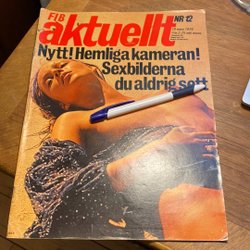 FIB
aktuellt
NR 12
Nytt! Hemliga kameran!
Sexbilderna
du aldrig sett